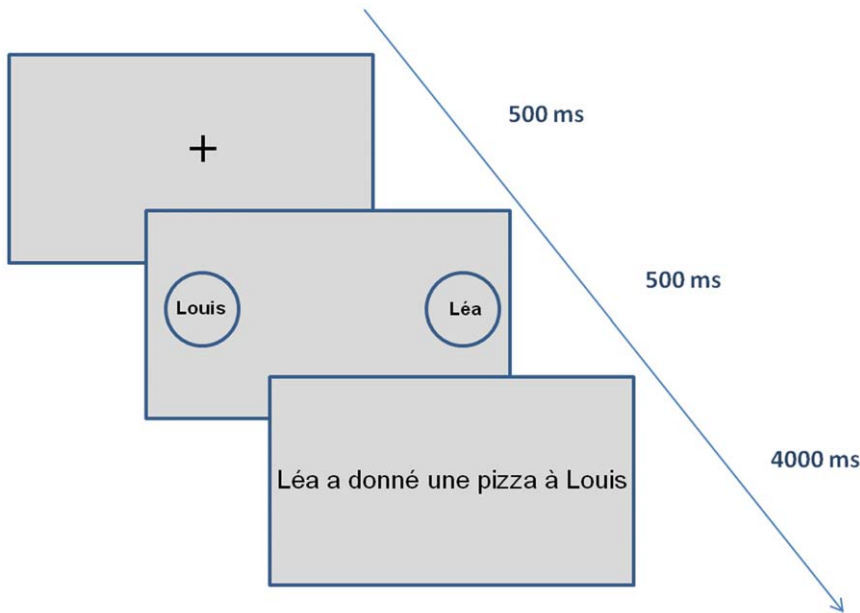 +
500 ms
Louis
Léa
500 ms
Léa a donné une pizza à Louis
4000 ms